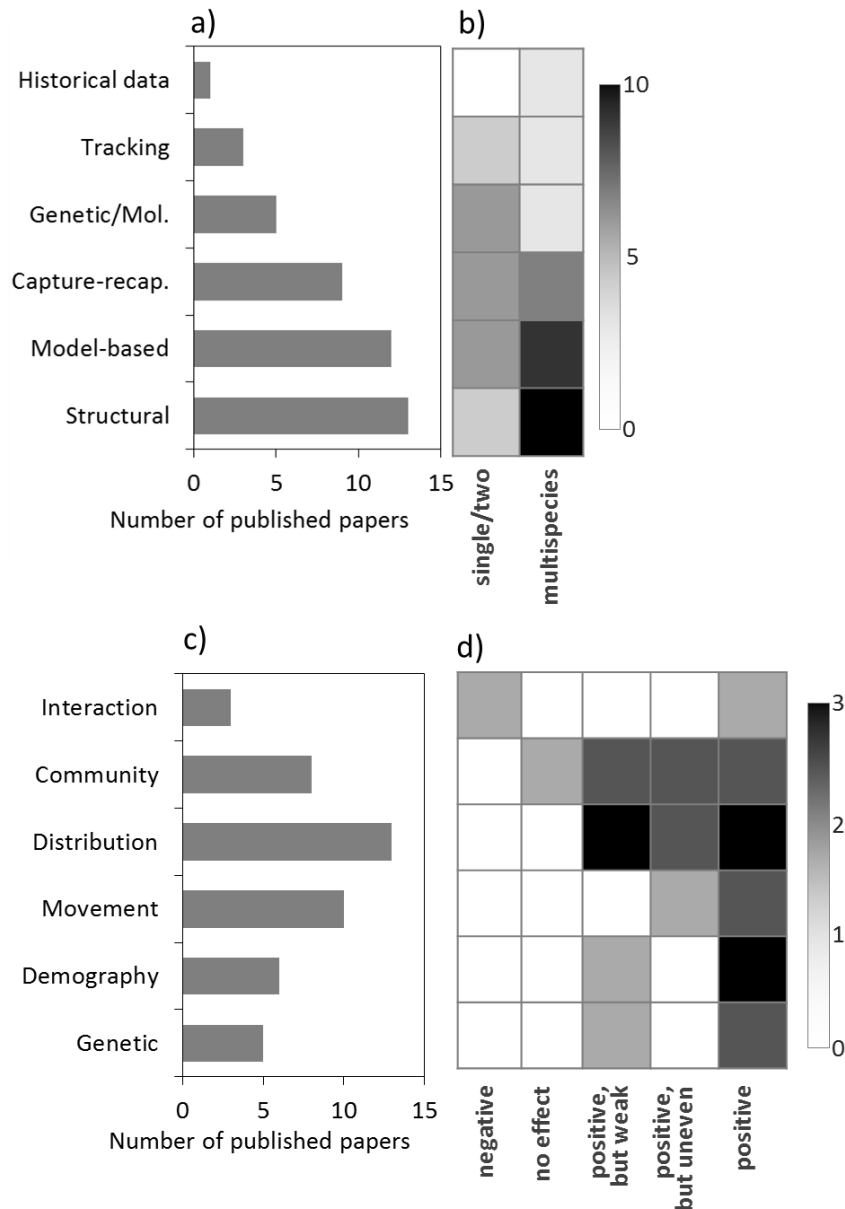 a)
b)
Historical data
Tracking
Genetic/Mol.
Capture-recap.
Model-based
Structural
0 5 10 15
Number of published papers
single/two
multispecies
10
5
0
c)
d)
Interaction
Community
Distribution
Movement
Demography
Genetic
0 5 10 15
Number of published papers
negative
no effect
positive,
but weak
positive,
but uneven
positive
3
2
1
0